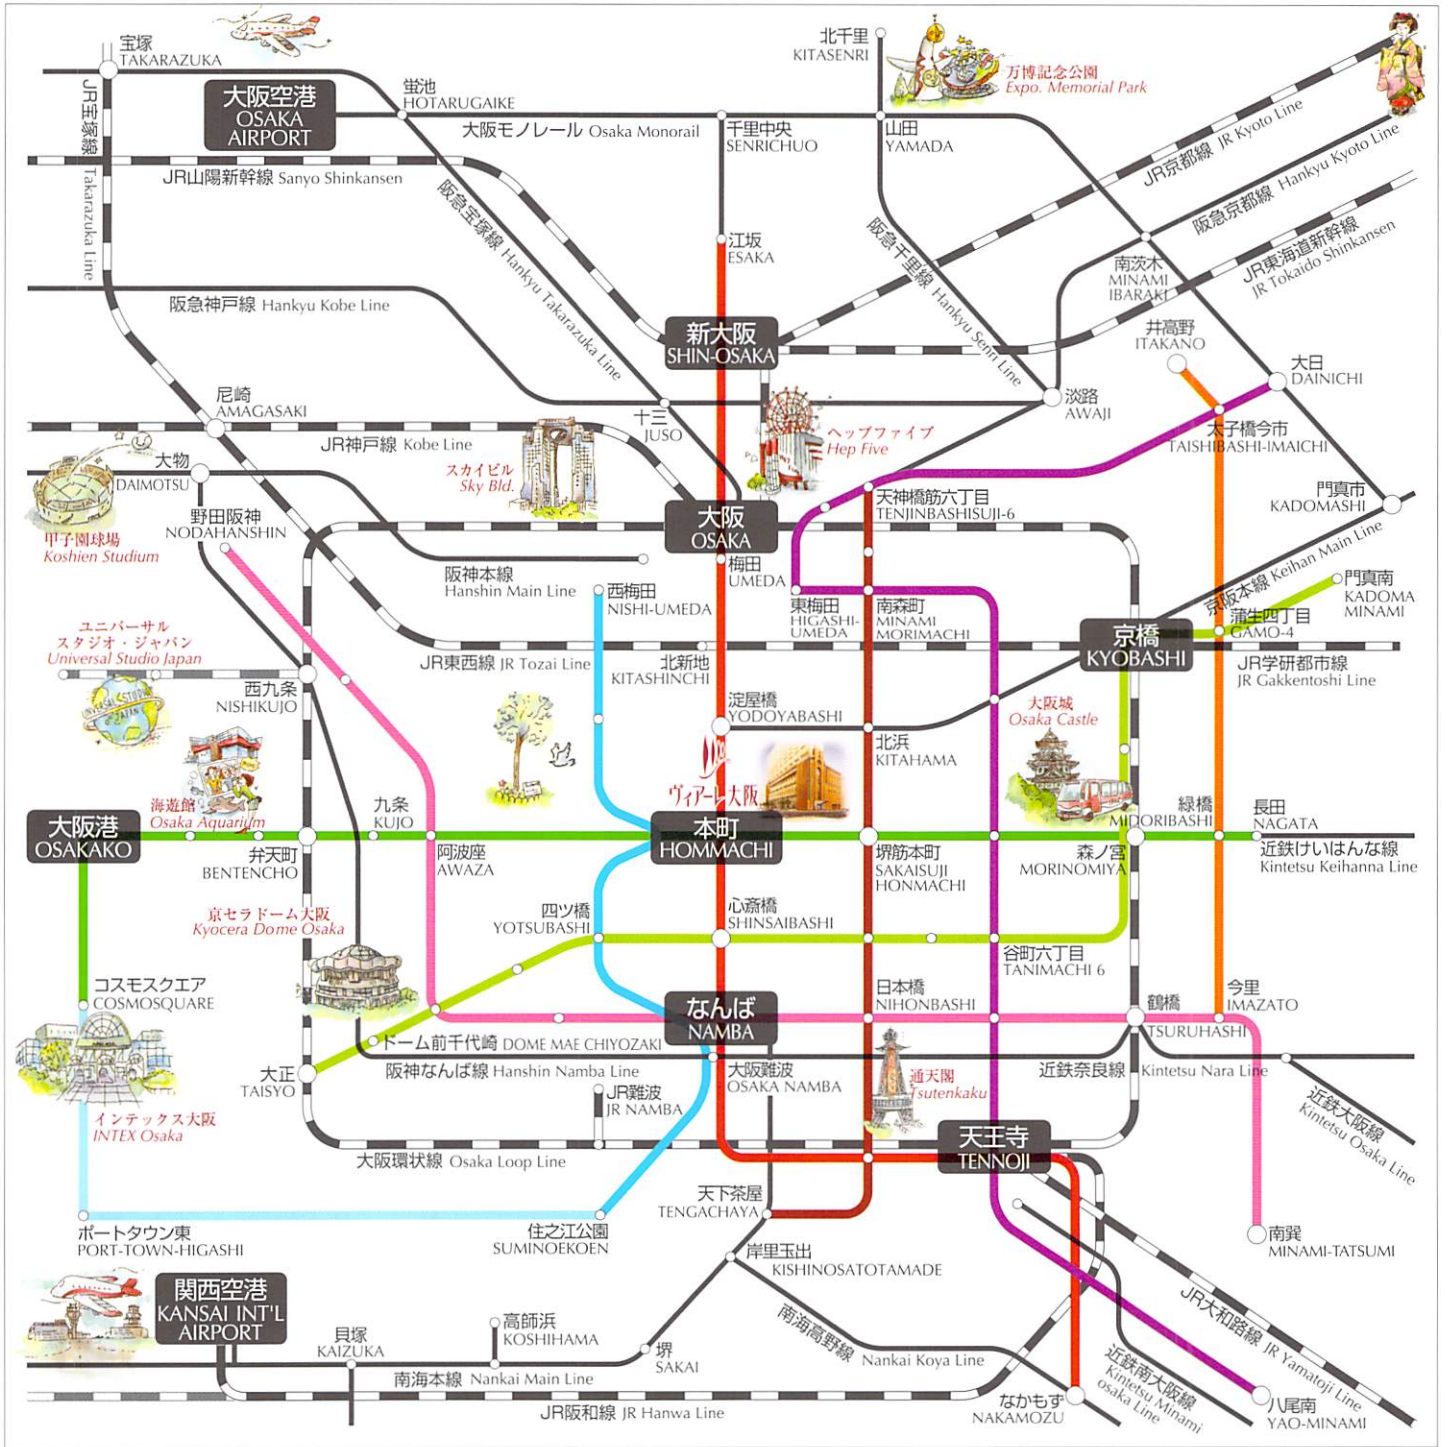 宝塚
TAKARAZUKA
大阪空港
OSAKA
AIRPORT
蛍池
HOTARUGAIKE
大阪モノレール Osaka Monorail
千里中央
SENRICHUO
北千里
KITASENRI
万博記念公園
Expo. Memorial Park
山田
YAMADA
JR京都線 JR Kyoto Line
阪急京都線 Hankyu Kyoto Line
JR東海道新幹線
JR Tokaido Shinkansen
JR宝塚線 Takarazuka Line
JR山陽新幹線 Sanyo Shinkansen
阪急宝塚線 Hankyu Takarazuka Line
阪急千里線 Hankyu Senri Line
江坂
ESAKA
南茨木
MINAMI
IBARAKI
阪急神戸線 Hankyu Kobe Line
新大阪
SHIN-OSAKA
井高野
ITAKANO
大日
DAINICHI
尼崎
AMAGASAKI
十三
JUSO
淡路
AWAJI
太子橋今市
TAISHIBASHI-IMAICHI
JR神戸線 Kobe Line
スカイビル
Sky Bld.
ヘップファイブ
Hep Five
大物
DAIMOTSU
甲子園球場
Koshien Studium
野田阪神
NODAHANSHIN
大阪
OSAKA
天神橋筋六丁目
TENJINBASHISUJI-6
門真市
KADOMASHI
京阪本線 Keihan Main Line
阪神本線
Hanshin Main Line
梅田
UMEDA
西梅田
NISHI-UMEDA
東梅田
HIGASHI-
UMEDA
南森町
MINAMI
MORIMACHI
門真南
KADOMA
MINAMI
蒲生四丁目
GAMO-4
京橋
KYOBASHI
ユニバーサル
スタジオ・ジャパン
Universal Studio Japan
UNIVERSAL STUDIO
JAPAN
西九条
NISHIKUJO
JR東西線 JR Tozai Line
北新地
KITASHINCHI
JR学研都市線
JR Gakkentoshi Line
淀屋橋
YODOYABASHI
北浜
KITAHAMA
大阪城
Osaka Castle
ヴィアーレ大阪
海遊館
Osaka Aquarium
大阪港
OSAKAKO
弁天町
BENTENCHO
九条
KUJO
阿波座
AWAZA
本町
HOMMACHI
堺筋本町
SAKAISUJI
HONMACHI
森ノ宮
MORINOMIYA
緑橋
MIDORIBASHI
長田
NAGATA
近鉄けいはんな線
Kintetsu Keihanna Line
京セラドーム大阪
Kyocera Dome Osaka
四ツ橋
YOTSUBASHI
心斎橋
SHINSAIBASHI
谷町六丁目
TANIMACHI 6
コスモスクエア
COSMOSQUARE
なんば
NAMBA
日本橋
NIHONBASHI
鶴橋
TSURUHASHI
今里
IMAZATO
ドーム前千代崎 DOME MAE CHIYOZAKI
大正
TAISYO
阪神なんば線 Hanshin Namba Line
大阪難波
OSAKA NAMBA
JR難波
JR NAMBA
通天閣
Tsutenkaku
近鉄奈良線 Kintetsu Nara Line
近鉄大阪線
Kintetsu Osaka Line
インテックス大阪
INTEX Osaka
大阪環状線 Osaka Loop Line
天王寺
TENNOJI
天下茶屋
TENGACHAYA
ポートタウン東
PORT-TOWN-HIGASHI
住之江公園
SUMINOEKOEN
南巽
MINAMI-TATSUMI
岸里玉出
KISHINOSATOTAMADE
関西空港
KANSAI INT'L
AIRPORT
貝塚
KAIZUKA
高師浜
KOSHIHAMA
堺
SAKAI
南海高野線 Nankai Koya Line
南海本線 Nankai Main Line
JR阪和線 JR Hanwa Line
なかもず
NAKAMOZU
近鉄南大阪線
Kintetsu Minami
osaka Line
JR大和路線 JR Yamatoji Line
八尾南
YAO-MINAMI